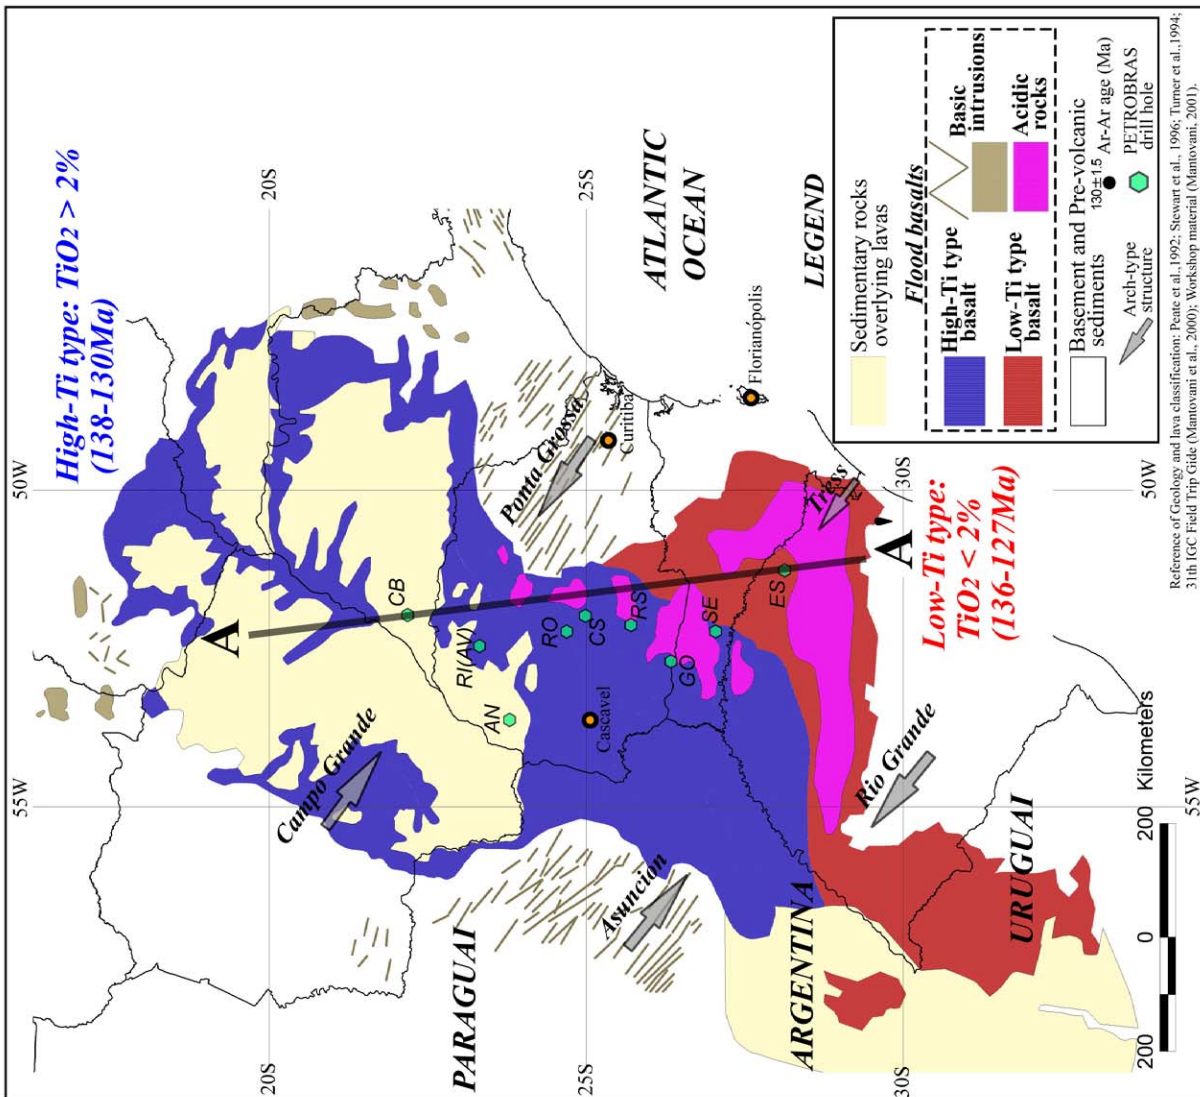 High-Ti type: TiO2 > 2%
(138-130Ma)
20S
25S
30S
50W
55W
20S
25S
30S
50W
55W
A
A'
CB
RI(AV)
AN
RO
CS
RS
GO
SE
ES
Cascavel
Curitiba
Florianópolis
Ponta Grossa
Campo Grande
Asuncion
Rio Grande
Tress
ATLANTIC
OCEAN
PARAGUAI
ARGENTINA
URUGUAI
Low-Ti type:
TiO2 < 2%
(136-127Ma)
200
0
200 Kilometers
LEGEND
Sedimentary rocks
overlying lavas
Flood basalts
High-Ti type
basalt
Basic
intrusions
Low-Ti type
basalt
Acidic
rocks
Basement and Pre-volcanic
sediments
130±1.5
Ar-Ar age (Ma)
Arch-type
structure
PETROBRAS
drill hole
Reference of Geology and lava classification: Peate et al.,1992; Stewart et al., 1996; Turner et al.,1994;
31th IGC Field Trip Gide (Mantovani et al., 2000); Workshop material (Mantovani, 2001).